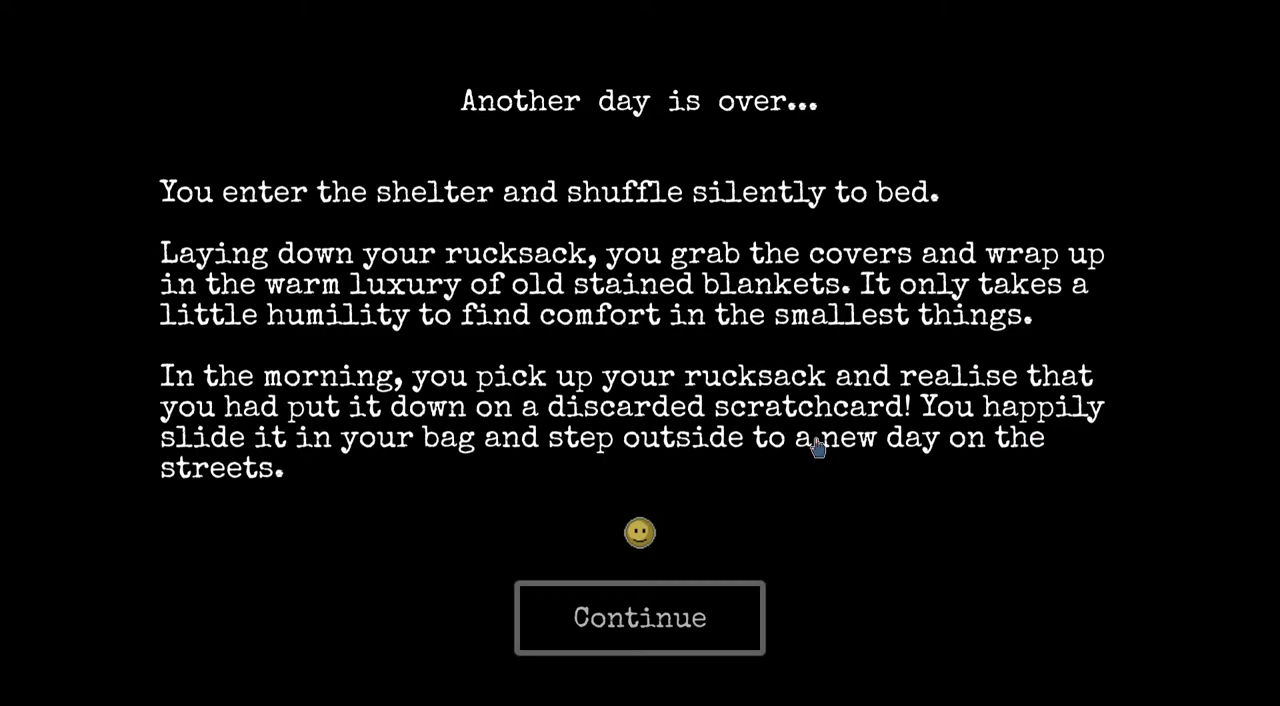 Another day is over...
You enter the shelter and shuffle silently to bed.
Laying down your rucksack, you grab the covers and wrap up
in the warm luxury of old stained blankets. It only takes a
little humility to find comfort in the smallest things.
In the morning, you pick up your rucksack and realise that
you had put it down on a discarded scratchcard! You happily
slide it in your bag and step outside to a new day on the
streets.
Continue